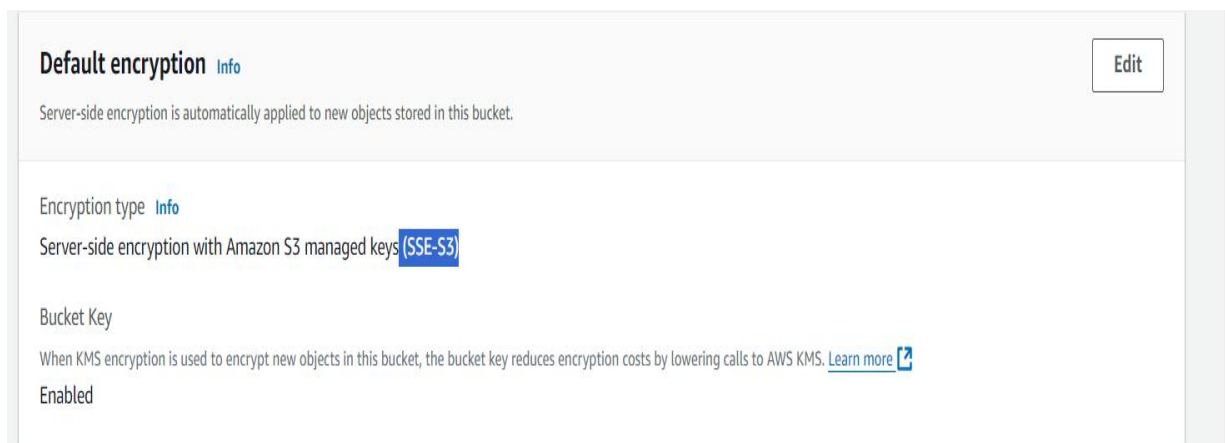 Default encryption Info
Edit
Server-side encryption is automatically applied to new objects stored in this bucket.
Encryption type Info
Server-side encryption with Amazon S3 managed keys (SSE-S3)
Bucket Key
When KMS encryption is used to encrypt new objects in this bucket, the bucket key reduces encryption costs by lowering calls to AWS KMS. Learn more
Enabled